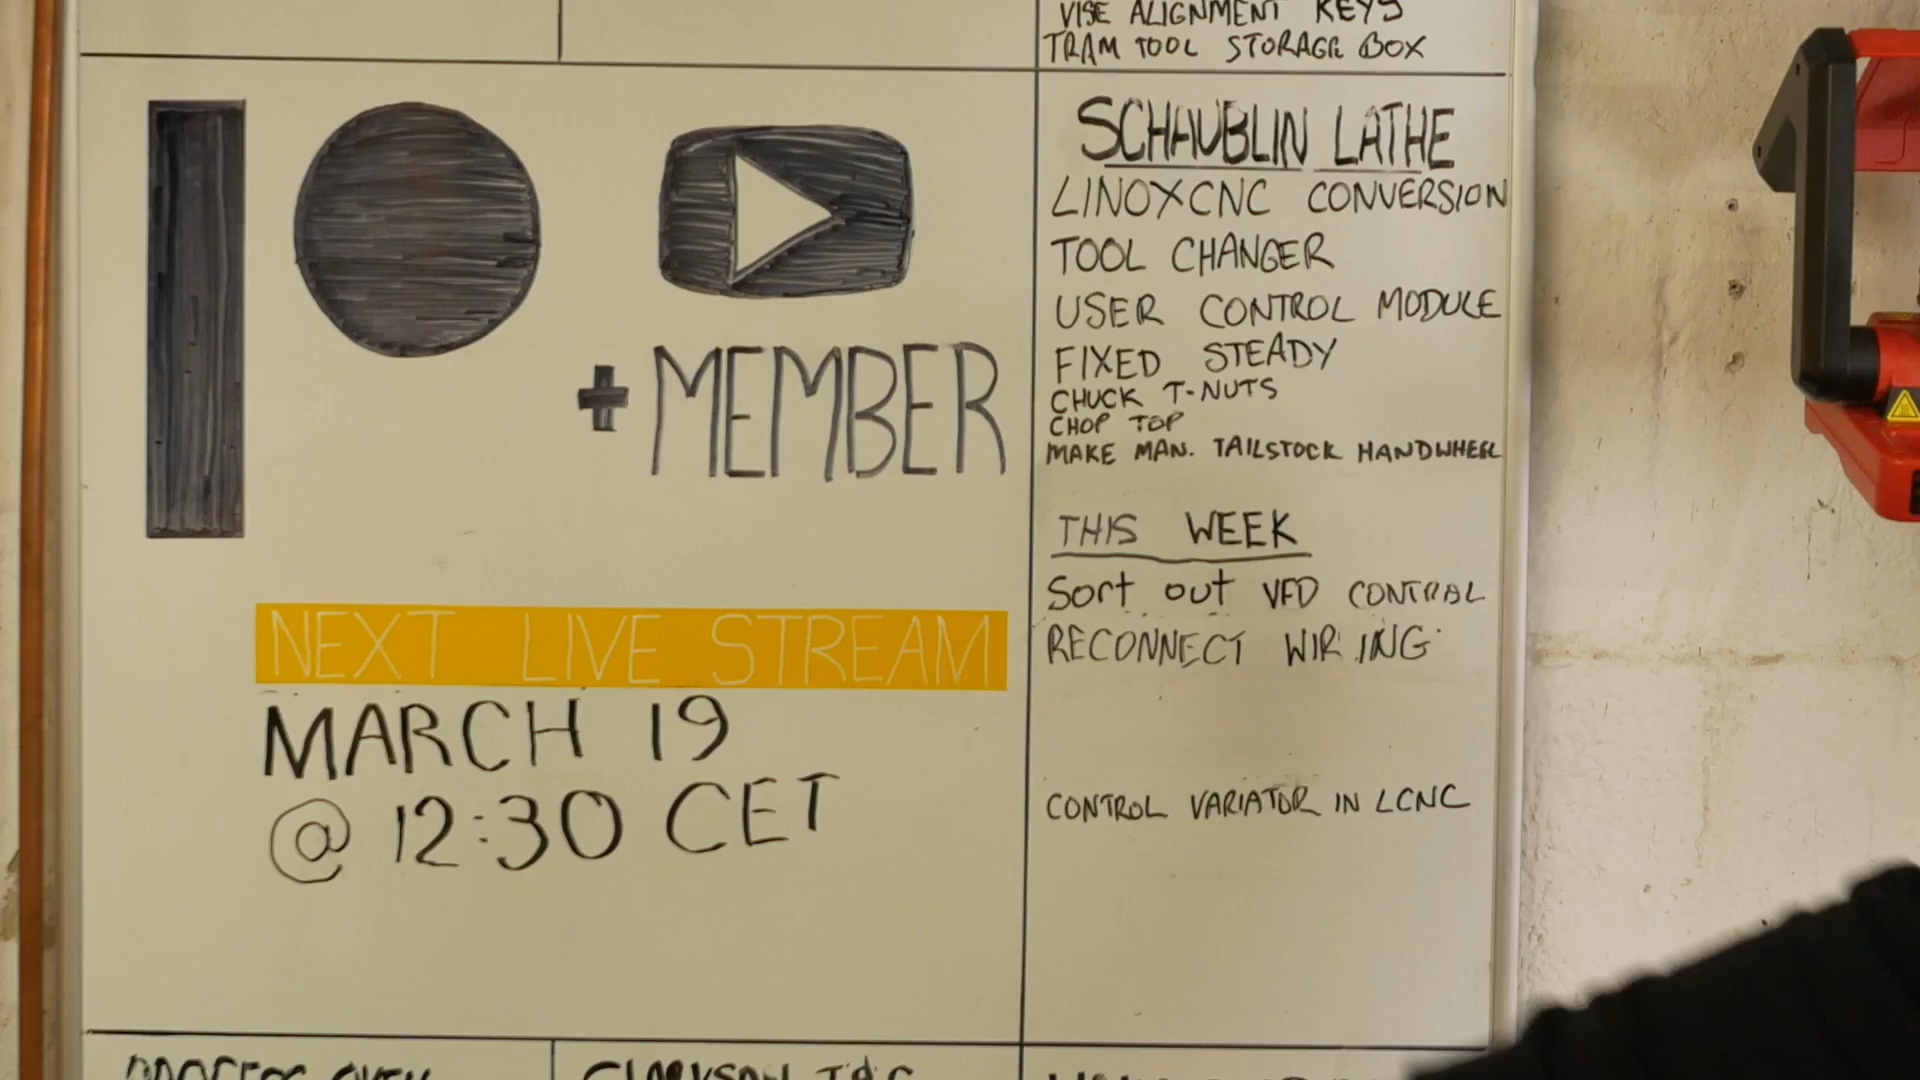 VISE ALIGNMENT KEYS
TRAM TOOL STORAGE BOX
+ MEMBER
NEXT LIVE STREAM
MARCH 19
@ 12:30 CET
SCHAUBLIN LATHE
LINOXCNC CONVERSION
TOOL CHANGER
USER CONTROL MODULE
FIXED STEADY
CHUCK T-NUTS
CHOP TOP
MAKE MAN. TAILSTOCK HANDWHEEL
THIS WEEK
Sort out VFD CONTROL
RECONNECT WIRING
CONTROL VARIATOR IN LCNC